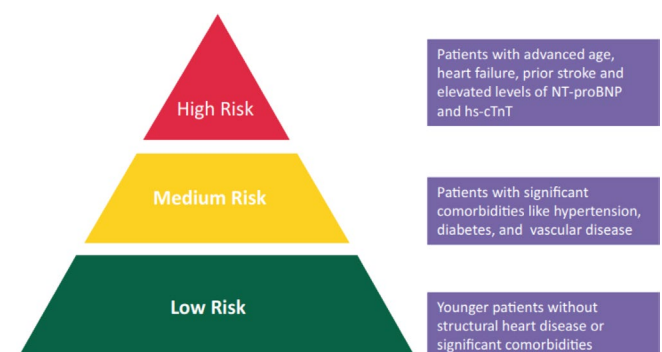 High Risk
Patients with advanced age,
heart failure, prior stroke and
elevated levels of NT-proBNP
and hs-cTnT
Medium Risk
Patients with significant
comorbidities like hypertension,
diabetes, and vascular disease
Low Risk
Younger patients without
structural heart disease or
significant comorbidities